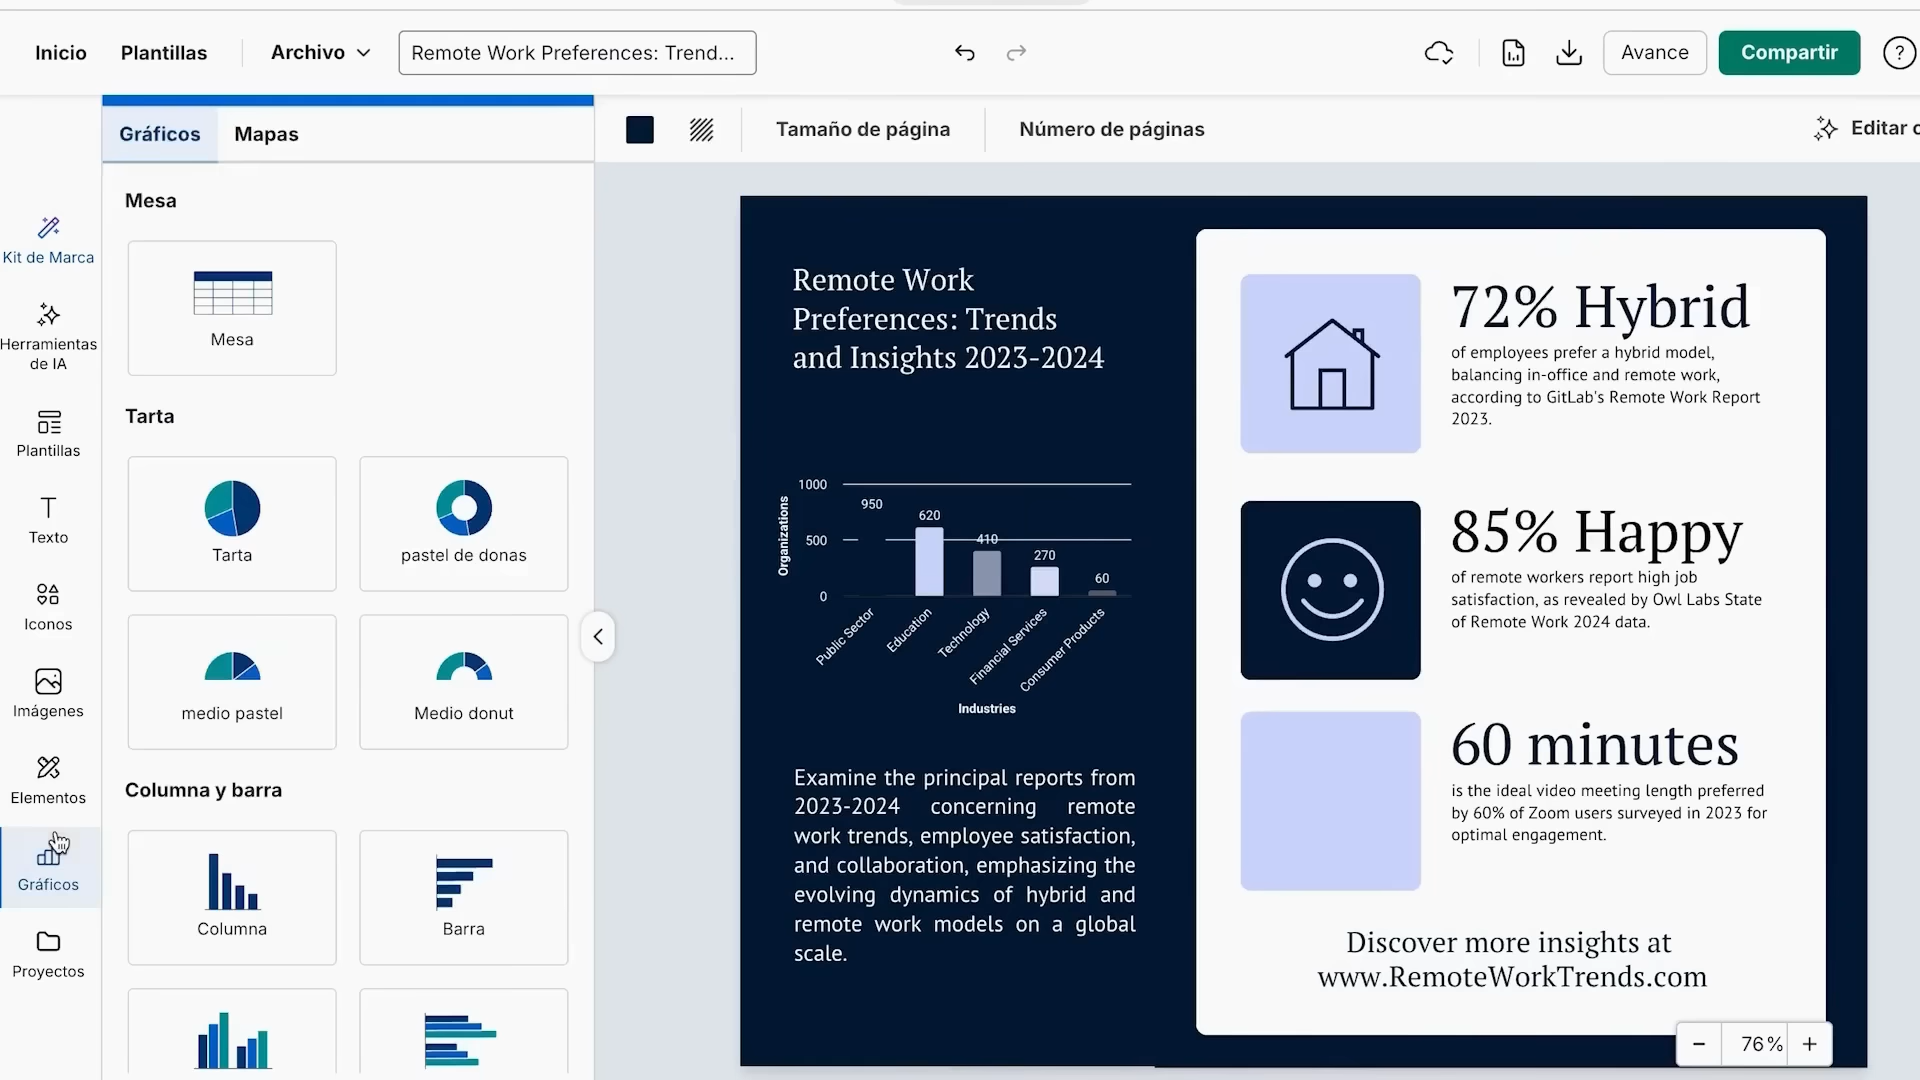 Inicio
Plantillas
Archivo
Remote Work Preferences: Trend...
Avance
Compartir
?
Gráficos
Mapas
Tamaño de página
Número de páginas
Editar
Kit de Marca
Herramientas
de IA
Plantillas
Texto
Iconos
Imágenes
Elementos
Gráficos
Proyectos
Mesa
Mesa
Tarta
Tarta
pastel de donas
medio pastel
Medio donut
Columna y barra
Columna
Barra
Remote Work
Preferences: Trends
and Insights 2023-2024
Organizations
1000
500
0
950
620
410
270
60
Public Sector
Education
Technology
Financial Services
Consumer Products
Industries
Examine the principal reports from
2023-2024 concerning remote
work trends, employee satisfaction,
and collaboration, emphasizing the
evolving dynamics of hybrid and
remote work models on a global
scale.
72% Hybrid
of employees prefer a hybrid model,
balancing in-office and remote work,
according to GitLab's Remote Work Report
2023.
85% Happy
of remote workers report high job
satisfaction, as revealed by Owl Labs State
of Remote Work 2024 data.
60 minutes
is the ideal video meeting length preferred
by 60% of Zoom users surveyed in 2023 for
optimal engagement.
Discover more insights at
www.RemoteWorkTrends.com
− 76% +